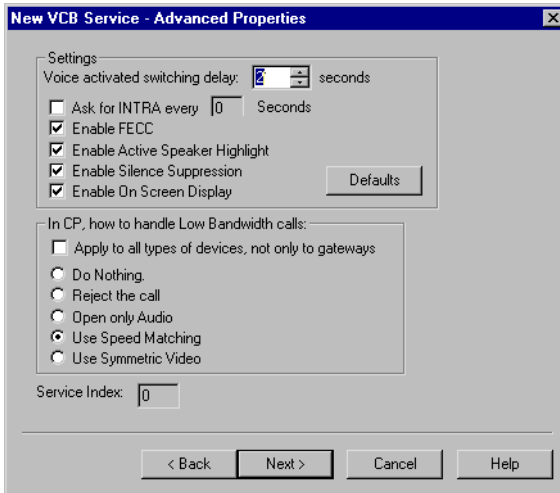 New VCB Service - Advanced Properties
Settings
Voice activated switching delay: 2 seconds
Ask for INTRA every 0 Seconds
Enable FECC
Enable Active Speaker Highlight
Enable Silence Suppression
Enable On Screen Display
Defaults
In CP, how to handle Low Bandwidth calls:
Apply to all types of devices, not only to gateways
Do Nothing.
Reject the call
Open only Audio
Use Speed Matching
Use Symmetric Video
Service Index: 0
< Back Next > Cancel Help